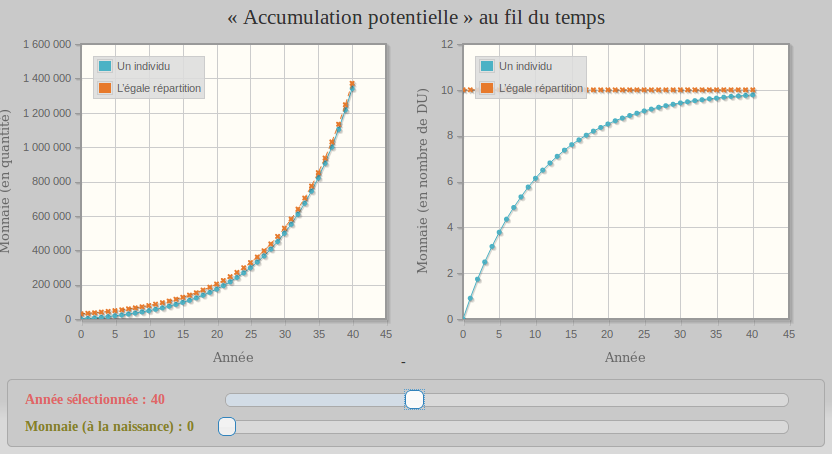 « Accumulation potentielle » au fil du temps
Monnaie (en quantité)
1 600 000
1 400 000
1 200 000
1 000 000
800 000
600 000
400 000
200 000
0
Un individu
L'égale répartition
0 5 10 15 20 25 30 35 40 45
Année
-
Monnaie (en nombre de DU)
12
10
8
6
4
2
0
Un individu
L'égale répartition
0 5 10 15 20 25 30 35 40 45
Année
Année sélectionnée : 40
Monnaie (à la naissance) : 0